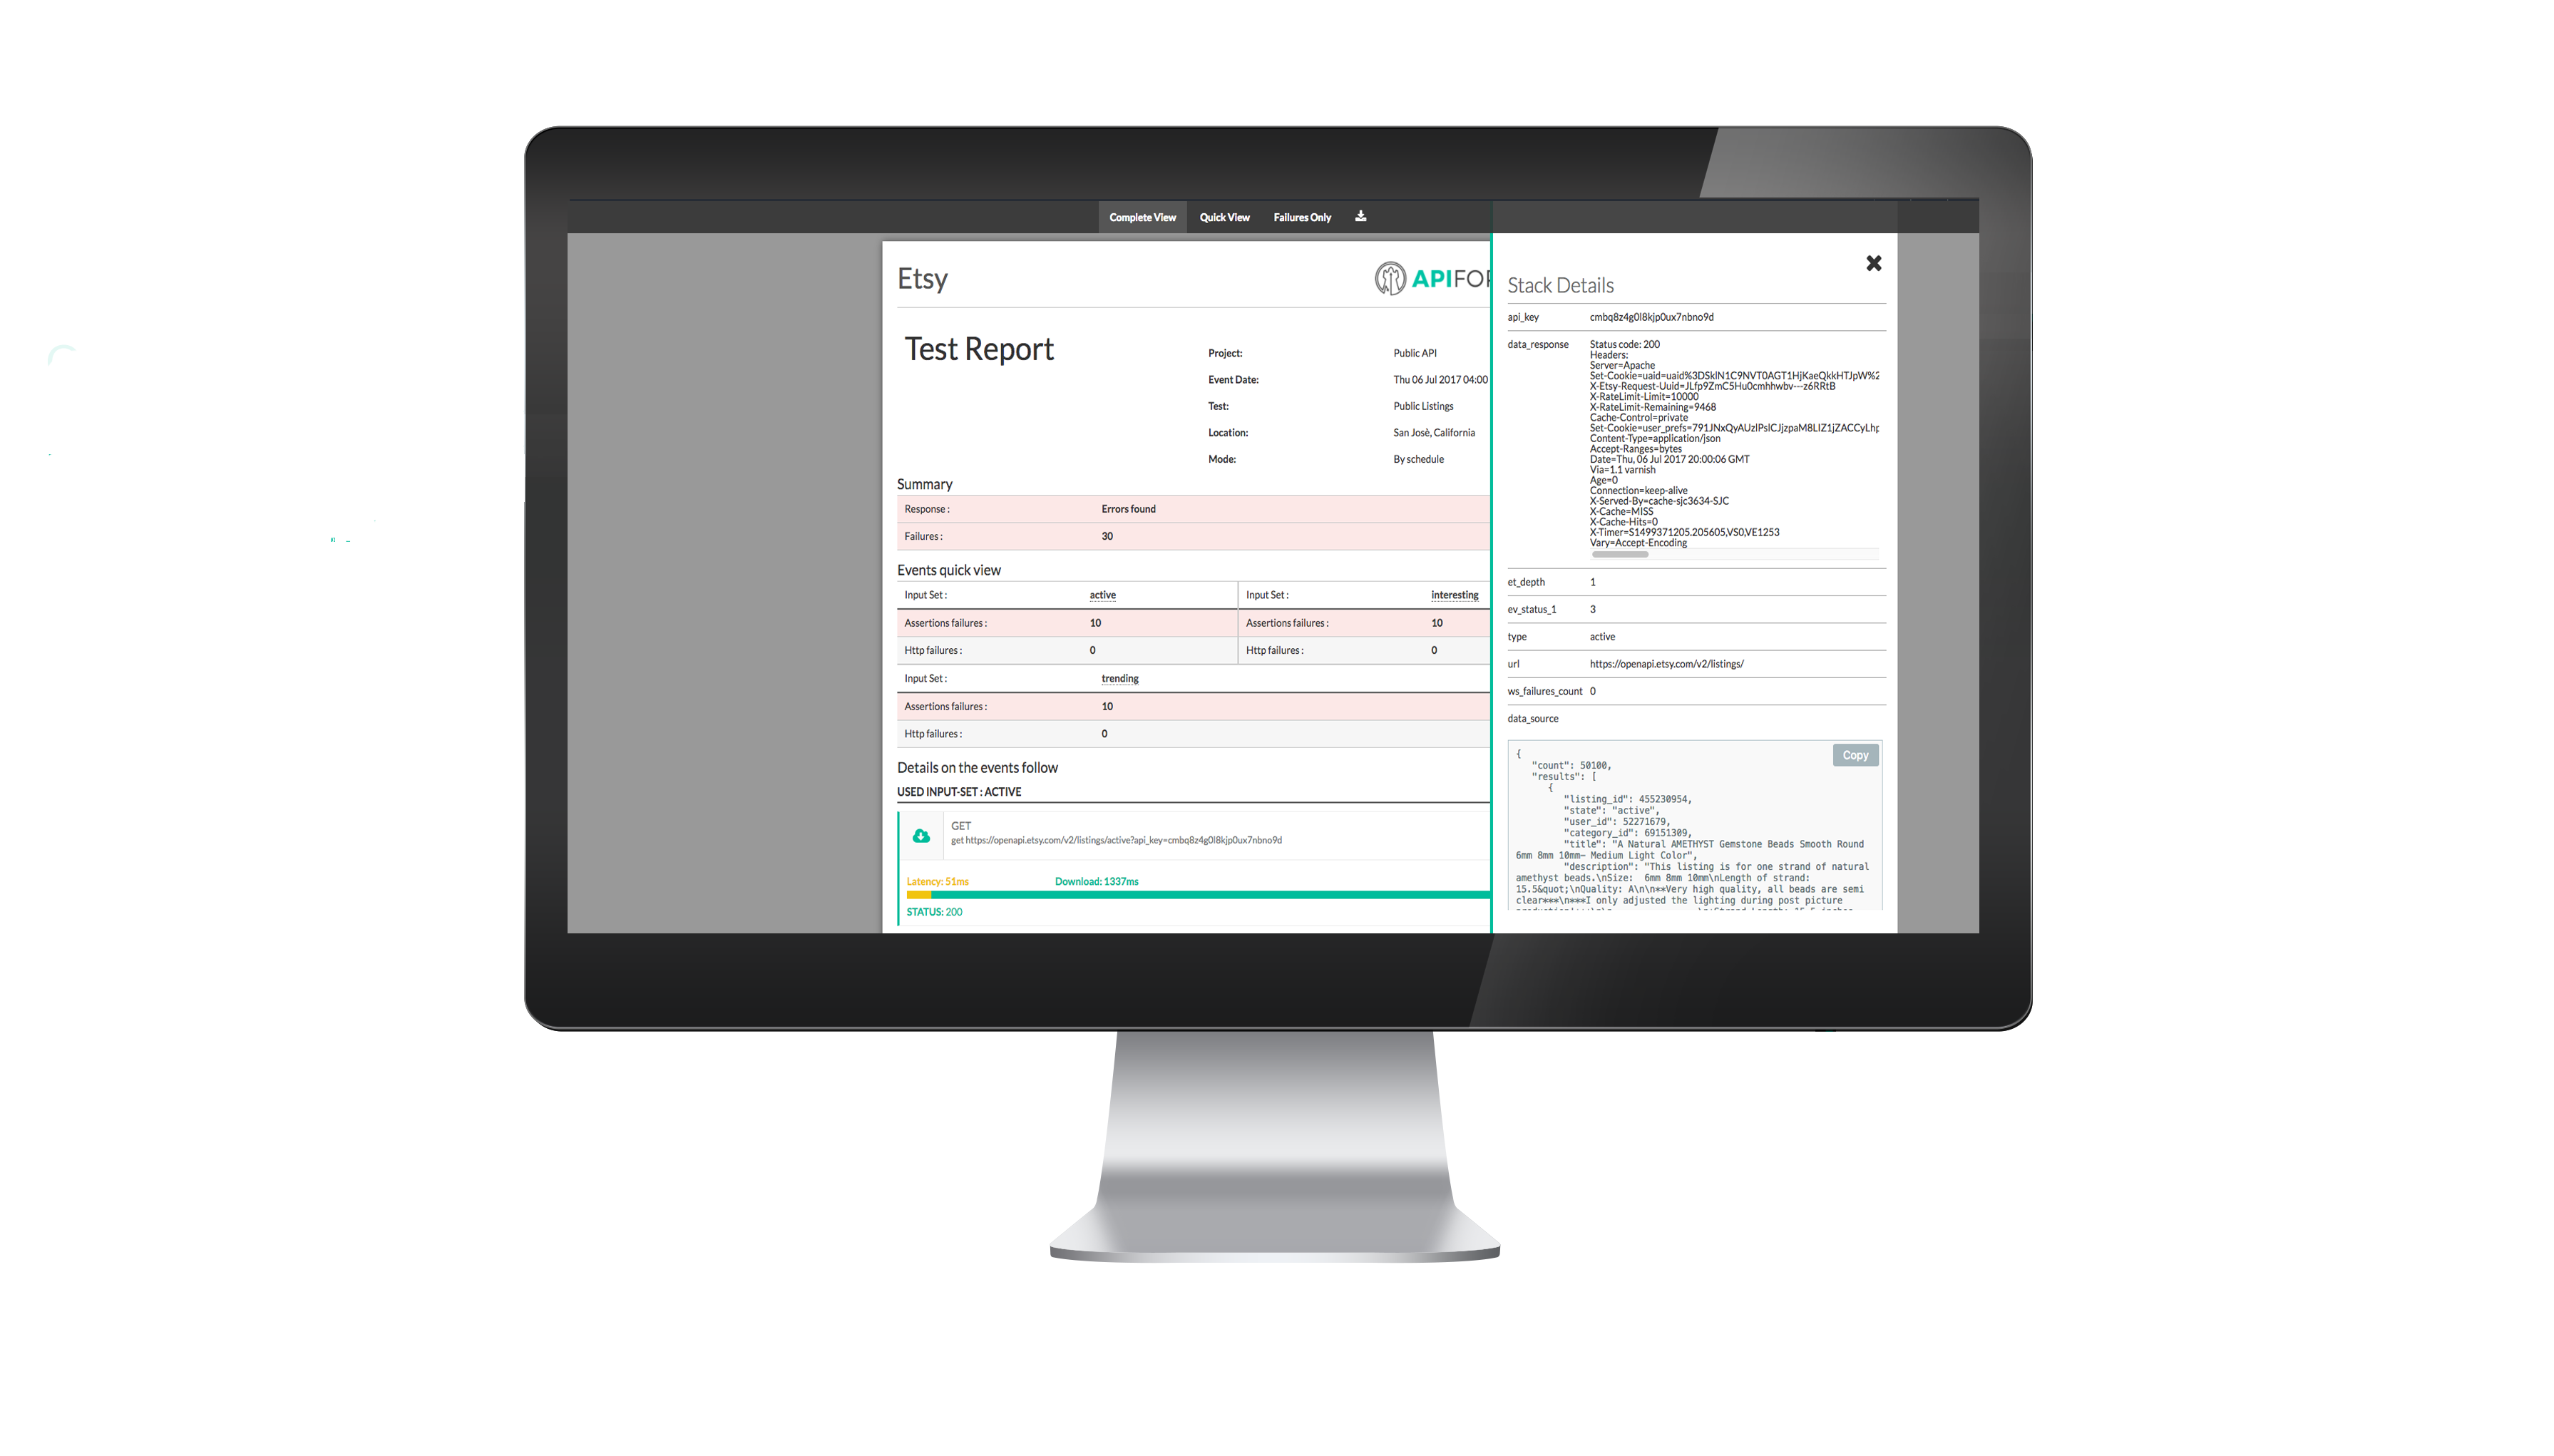 Complete View Quick View Failures Only
Etsy
APIFOR
Test Report
Project: Public API
Event Date: Thu 06 Jul 2017 04:00
Test: Public Listings
Location: San Josè, California
Mode: By schedule
Summary
Response : Errors found
Failures : 30
Events quick view
Input Set : active Input Set : interesting
Assertions failures : 10 Assertions failures : 10
Http failures : 0 Http failures : 0
Input Set : trending
Assertions failures : 10
Http failures : 0
Details on the events follow
USED INPUT-SET : ACTIVE
GET
get https://openapi.etsy.com/v2/listings/active?api_key=cmbq8z4g0l8kjp0ux7nbno9d
Latency: 51ms Download: 1337ms
STATUS: 200
Stack Details
api_key cmbq8z4g0l8kjp0ux7nbno9d
data_response Status code: 200
Headers:
Server=Apache
Set-Cookie=uaid=uaid%3DSklN1C9NVT0AGT1HjKaeQkkHTJpW%2
X-Etsy-Request-Uuid=JLfp9ZmC5Hu0cmhhwbv---z6RRtB
X-RateLimit-Limit=10000
X-RateLimit-Remaining=9468
Cache-Control=private
Set-Cookie=user_prefs=791JNxQyAUzlPslCJjzpaM8LIZ1jZACCyLhp
Content-Type=application/json
Accept-Ranges=bytes
Date=Thu, 06 Jul 2017 20:00:06 GMT
Via=1.1 varnish
Age=0
Connection=keep-alive
X-Served-By=cache-sjc3634-SJC
X-Cache=MISS
X-Cache-Hits=0
X-Timer=S1499371205.205605,VS0,VE1253
Vary=Accept-Encoding
et_depth 1
ev_status_1 3
type active
url https://openapi.etsy.com/v2/listings/
ws_failures_count 0
data_source
Copy
{
"count": 50100,
"results": [
{
"listing_id": 455230954,
"state": "active",
"user_id": 52271679,
"category_id": 69151309,
"title": "A Natural AMETHYST Gemstone Beads Smooth Round
6mm 8mm 10mm- Medium Light Color",
"description": "This listing is for one strand of natural
amethyst beads.\nSize: 6mm 8mm 10mm\nLength of strand:
15.5&quot;\nQuality: A\n\n**Very high quality, all beads are semi
clear***\n***I only adjusted the lighting during post picture